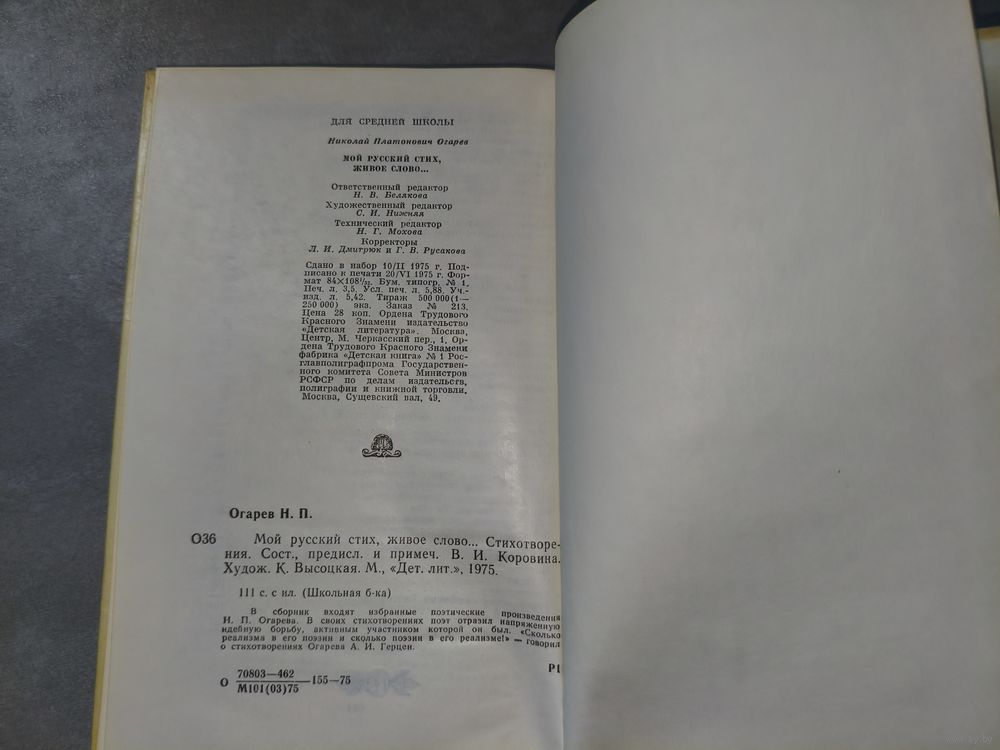 ДЛЯ СРЕДНЕЙ ШКОЛЫ
Николай Платонович Огарев
МОЙ РУССКИЙ СТИХ,
ЖИВОЕ СЛОВО...
Ответственный редактор
Н. В. Белякова
Художественный редактор
С. И. Нижняя
Технический редактор
Н. Г. Мохова
Корректоры
Л. И. Дмитрюк и Г. В. Русакова
Сдано в набор 10/II 1975 г. Под-
писано к печати 20/VI 1975 г. Фор-
мат 84×108¹/₃₂. Бум. типогр. № 1.
Печ. л. 3,5. Усл. печ. л. 5,88. Уч.-
изд. л. 5,42. Тираж 500 000(1—
250 000) экз. Заказ № 213.
Цена 28 коп. Ордена Трудового
Красного Знамени издательство
«Детская литература». Москва,
Центр, М. Черкасский пер., 1. Ор-
дена Трудового Красного Знамени
фабрика «Детская книга» № 1 Рос-
главполиграфпрома Государствен-
ного комитета Совета Министров
РСФСР по делам издательств,
полиграфии и книжной торговли.
Москва, Сущевский вал, 49.
Огарев Н. П.
О36 Мой русский стих, живое слово... Стихотворе-
ния. Сост., предисл. и примеч. В. И. Коровина.
Худож. К. Высоцкая. М., «Дет. лит.», 1975.
111 с. с ил. (Школьная б-ка)
В сборник входят избранные поэтические произведения
Н. П. Огарева. В своих стихотворениях поэт отразил напряженную
идейную борьбу, активным участником которой он был. «Сколько
реализма в его поэзии и сколько поэзии в его реализме!» — говорил
о стихотворениях Огарева А. И. Герцен.
О 70803—462
М101(03)75 —155—75
Р1